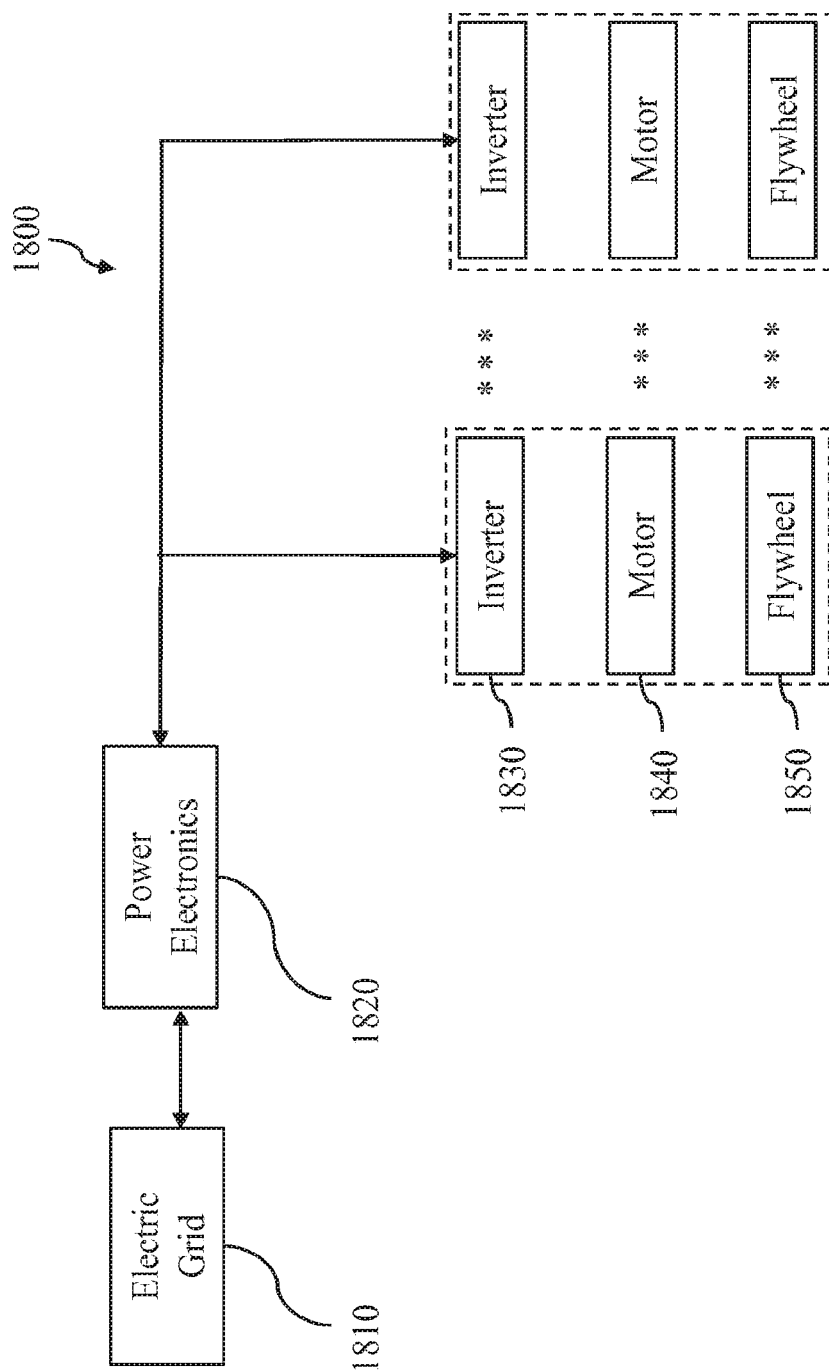 1800
Electric
Grid
1810
Power
Electronics
1820
Inverter
*** 
Inverter
1830
Motor
***
Motor
1840
Flywheel
***
Flywheel
1850